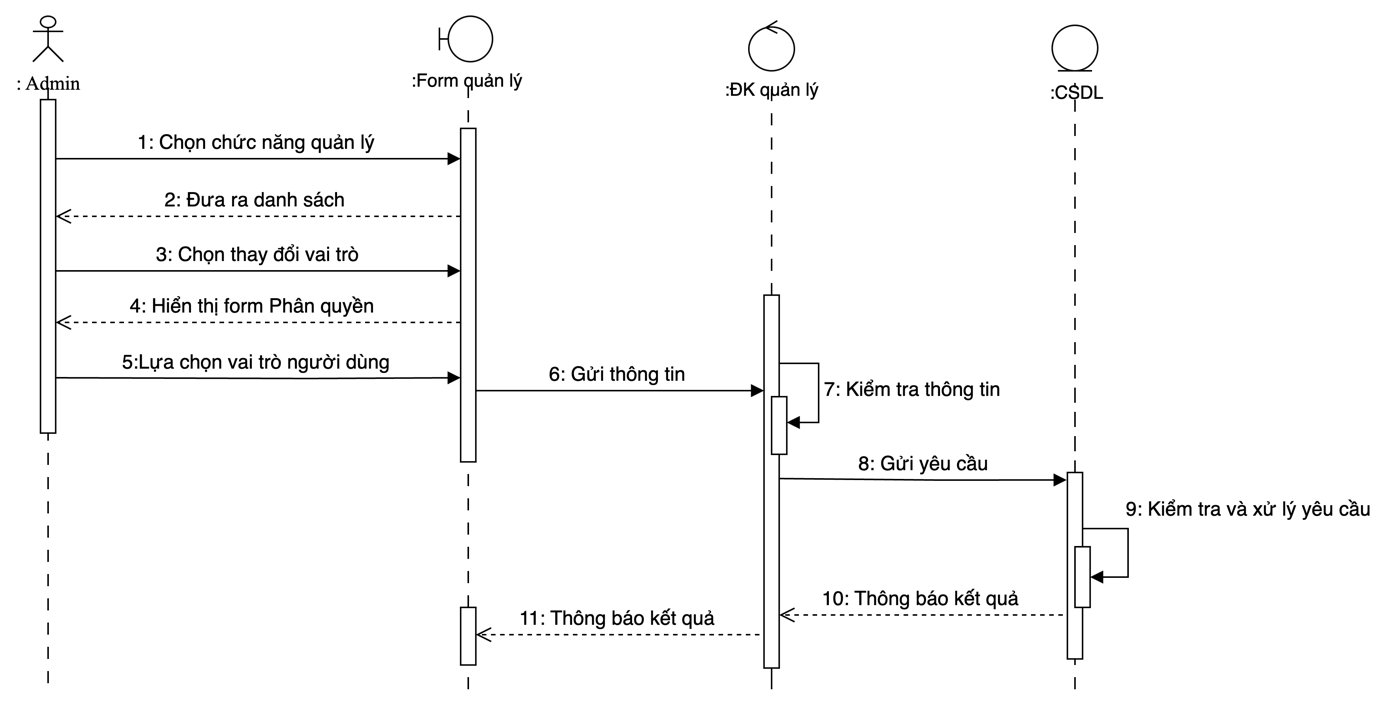 : Admin
:Form quản lý
:ĐK quản lý
:CSDL
1: Chọn chức năng quản lý
2: Đưa ra danh sách
3: Chọn thay đổi vai trò
4: Hiển thị form Phân quyền
5:Lựa chọn vai trò người dùng
6: Gửi thông tin
7: Kiểm tra thông tin
8: Gửi yêu cầu
9: Kiểm tra và xử lý yêu cầu
10: Thông báo kết quả
11: Thông báo kết quả